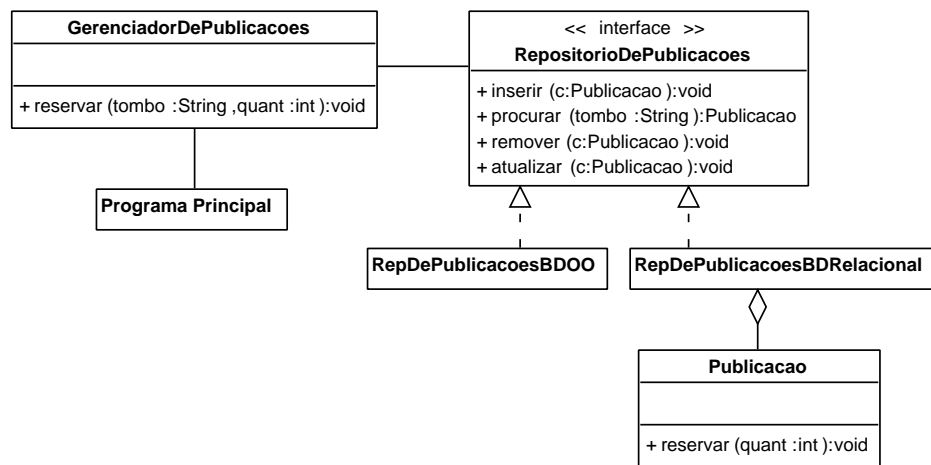 GerenciadorDePublicacoes
+ reservar (tombo :String ,quant :int ):void
Programa Principal
<< interface >>
RepositorioDePublicacoes
+ inserir (c:Publicacao ):void
+ procurar (tombo :String ):Publicacao
+ remover (c:Publicacao ):void
+ atualizar (c:Publicacao ):void
RepDePublicacoesBDOO
RepDePublicacoesBDRelacional
Publicacao
+ reservar (quant :int ):void